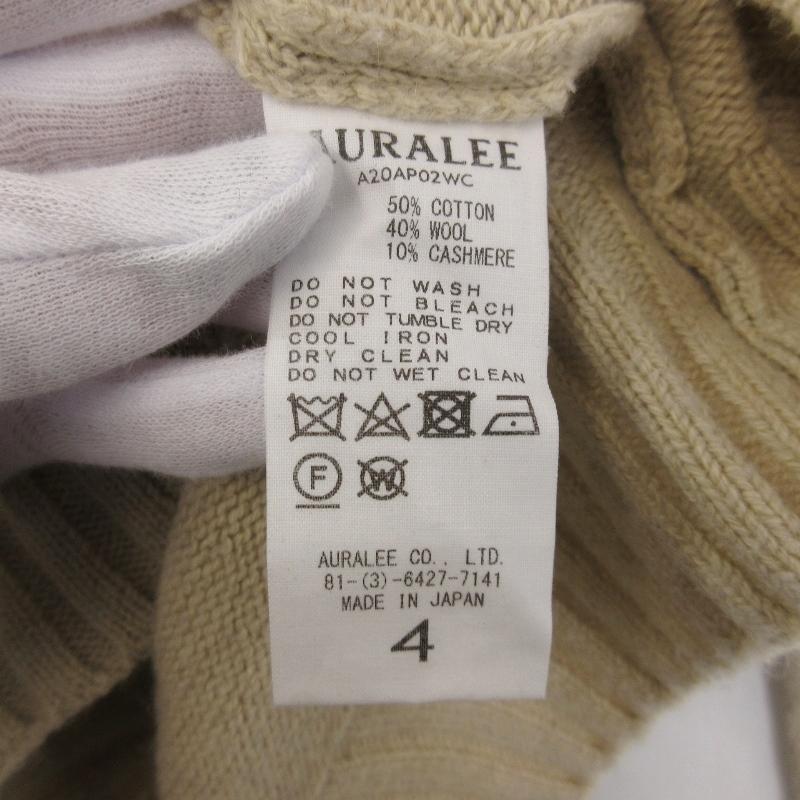 AURALEE
A20AP02WC
50% COTTON
40% WOOL
10% CASHMERE
DO NOT WASH
DO NOT BLEACH
DO NOT TUMBLE DRY
COOL IRON
DRY CLEAN
DO NOT WET CLEAN
F W
AURALEE CO., LTD.
81-(3)-6427-7141
MADE IN JAPAN
4